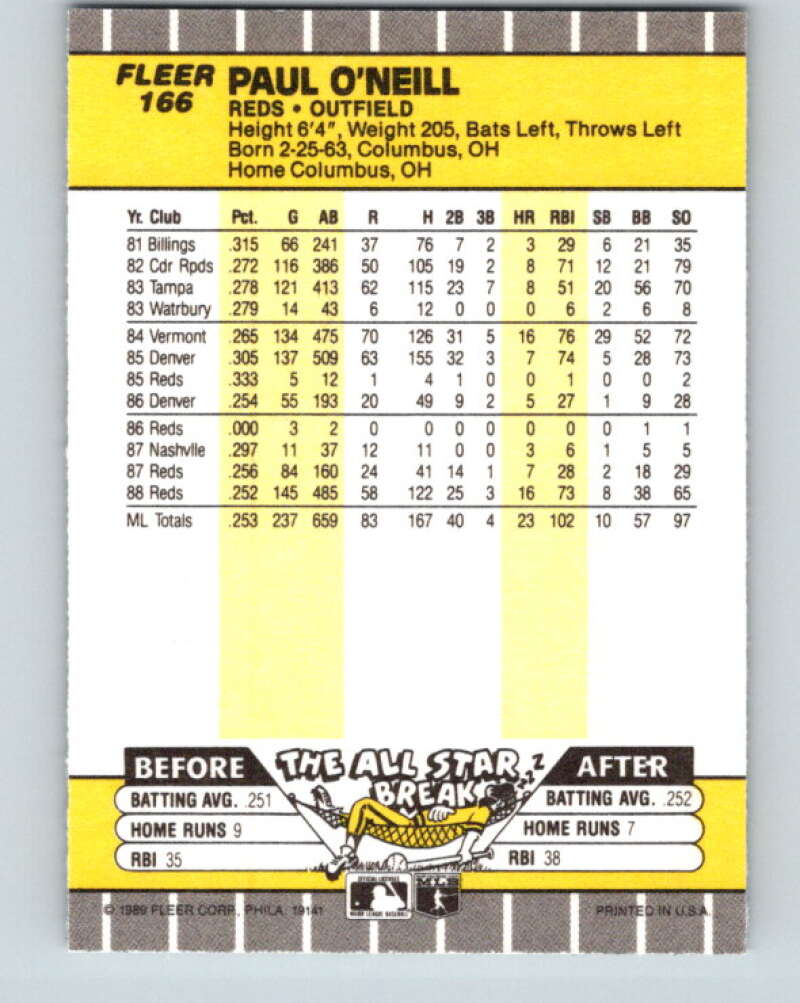 FLEER PAUL O'NEILL
166 REDS • OUTFIELD
Height 6'4", Weight 205, Bats Left, Throws Left
Born 2-25-63, Columbus, OH
Home Columbus, OH
Yr. Club Pct. G AB R H 2B 3B HR RBI SB BB SO
81 Billings .315 66 241 37 76 7 2 3 29 6 21 35
82 Cdr Rpds .272 116 386 50 105 19 2 8 71 12 21 79
83 Tampa .278 121 413 62 115 23 7 8 51 20 56 70
83 Watrbury .279 14 43 6 12 0 0 0 6 2 6 8
84 Vermont .265 134 475 70 126 31 5 16 76 29 52 72
85 Denver .305 137 509 63 155 32 3 7 74 5 28 73
85 Reds .333 5 12 1 4 1 0 0 1 0 0 2
86 Denver .254 55 193 20 49 9 2 5 27 1 9 28
86 Reds .000 3 2 0 0 0 0 0 0 0 1 1
87 Nashvlle .297 11 37 12 11 0 0 3 6 1 5 5
87 Reds .256 84 160 24 41 14 1 7 28 2 18 29
88 Reds .252 145 485 58 122 25 3 16 73 8 38 65
ML Totals .253 237 659 83 167 40 4 23 102 10 57 97
BEFORE THE ALL STAR BREAK ZZZZ AFTER
BATTING AVG. .251 BATTING AVG. .252
HOME RUNS 9 HOME RUNS 7
RBI 35 RBI 38
OFFICIAL LICENSEE
MAJOR LEAGUE BASEBALL
MLB
© 1989 FLEER CORP., PHILA. 19141 PRINTED IN U.S.A.